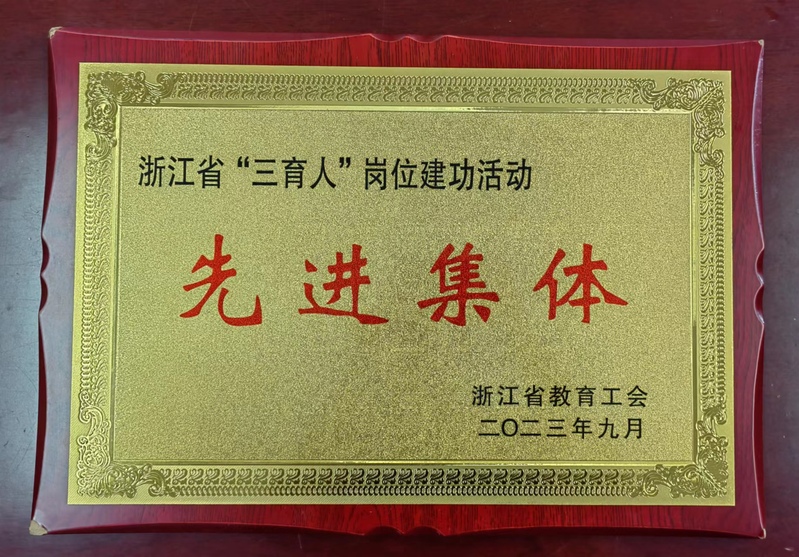 浙江省“三育人”岗位建功活动
先进集体
浙江省教育工会
二〇二三年九月